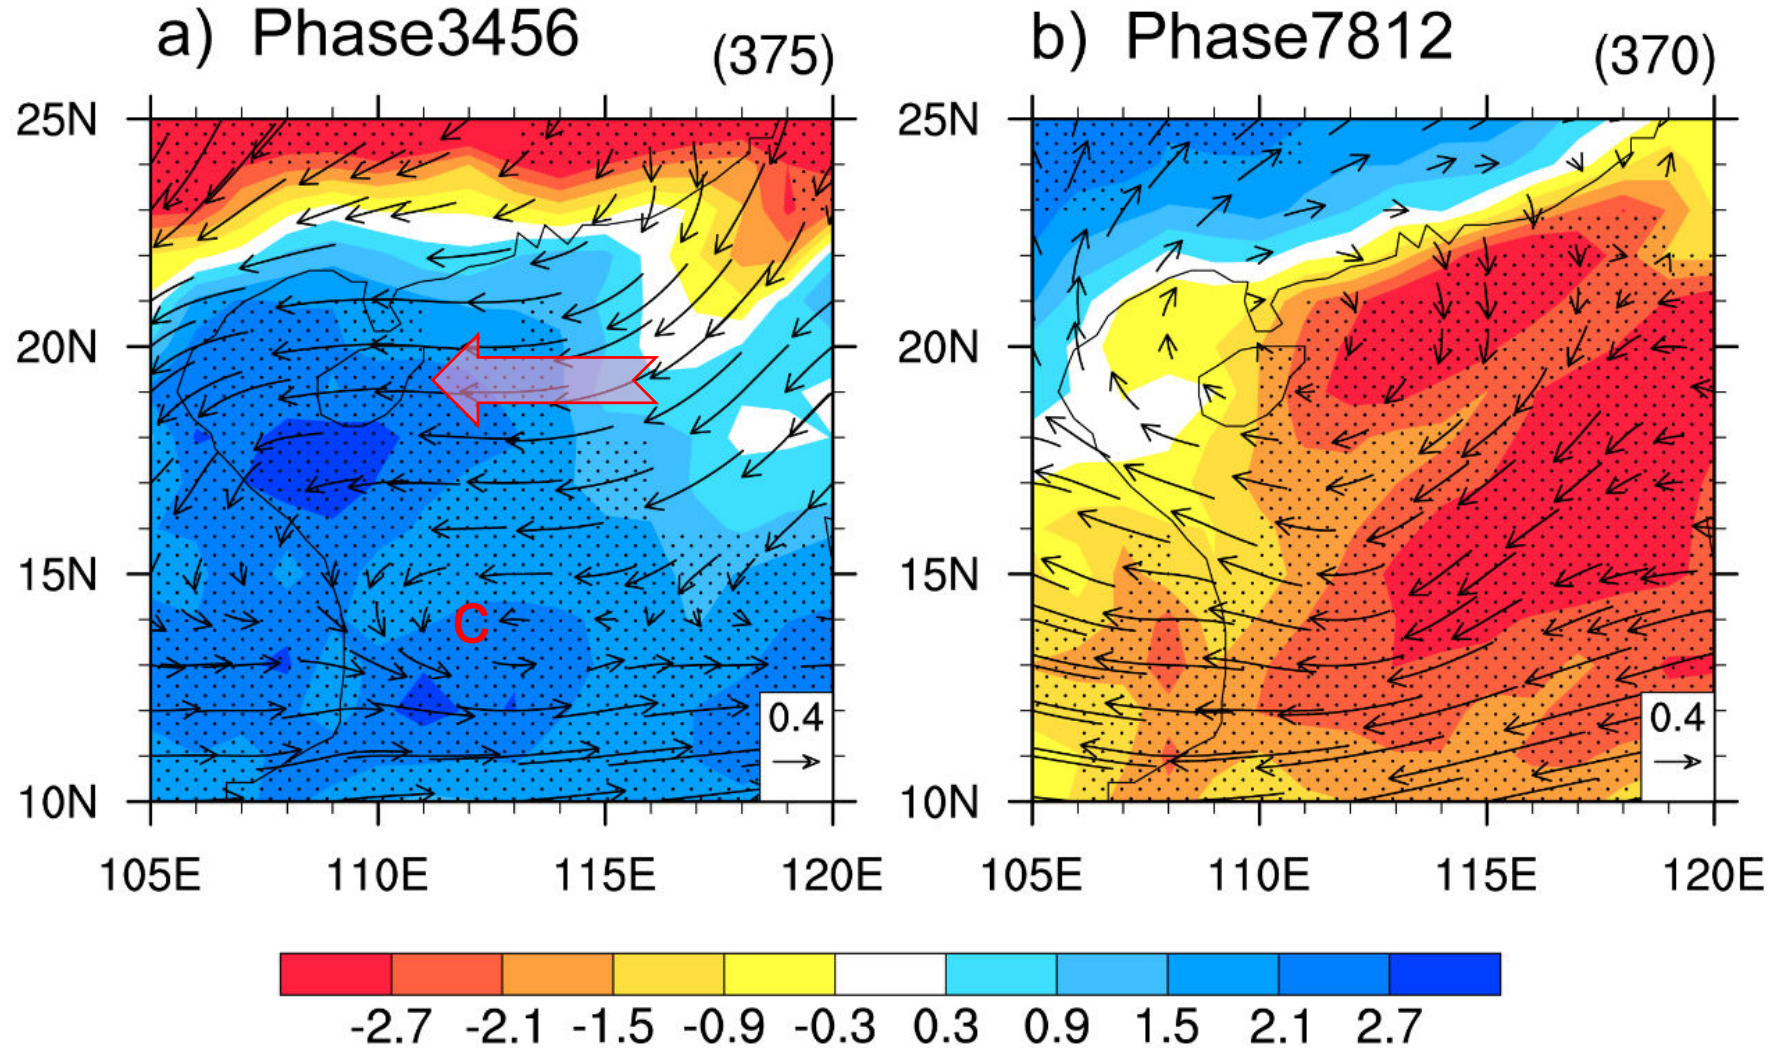 a) Phase3456 (375)
b) Phase7812 (370)
25N
20N
15N
10N
105E 110E 115E 120E
C
0.4
25N
20N
15N
10N
105E 110E 115E 120E
0.4
-2.7 -2.1 -1.5 -0.9 -0.3 0.3 0.9 1.5 2.1 2.7